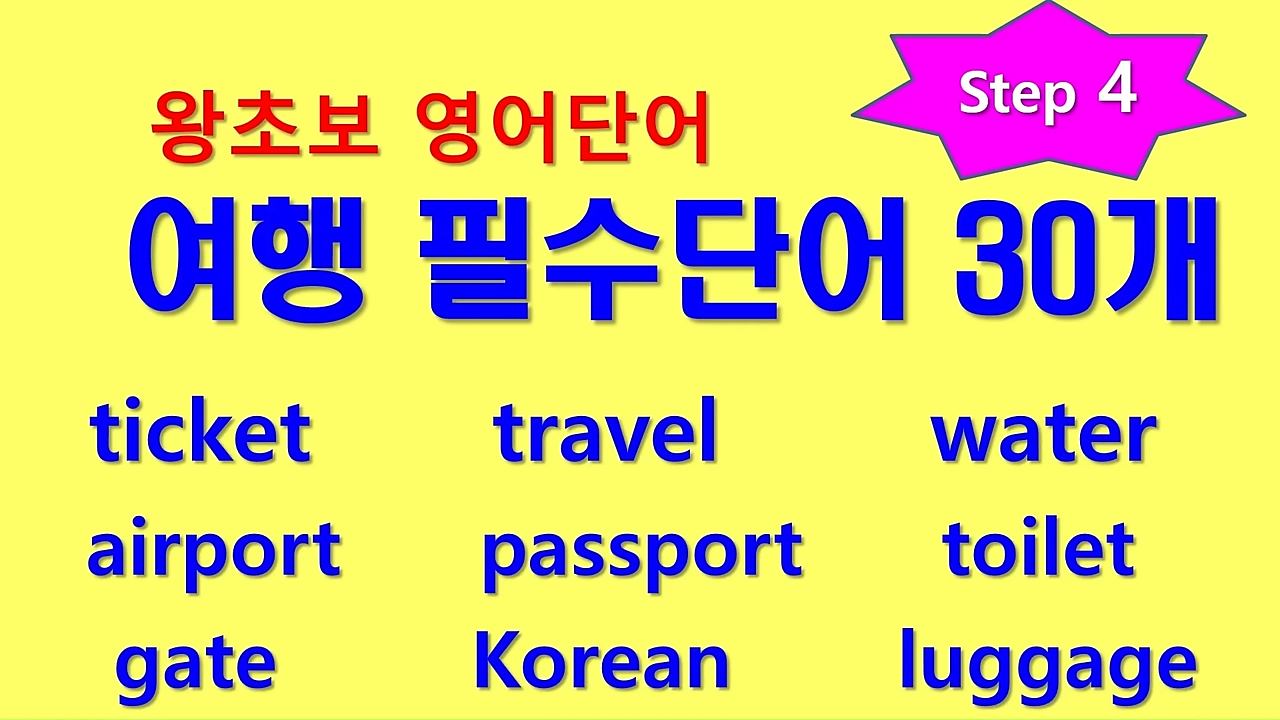 Step 4
왕초보 영어단어
여행 필수단어 30개
ticket travel water
airport passport toilet
gate Korean luggage